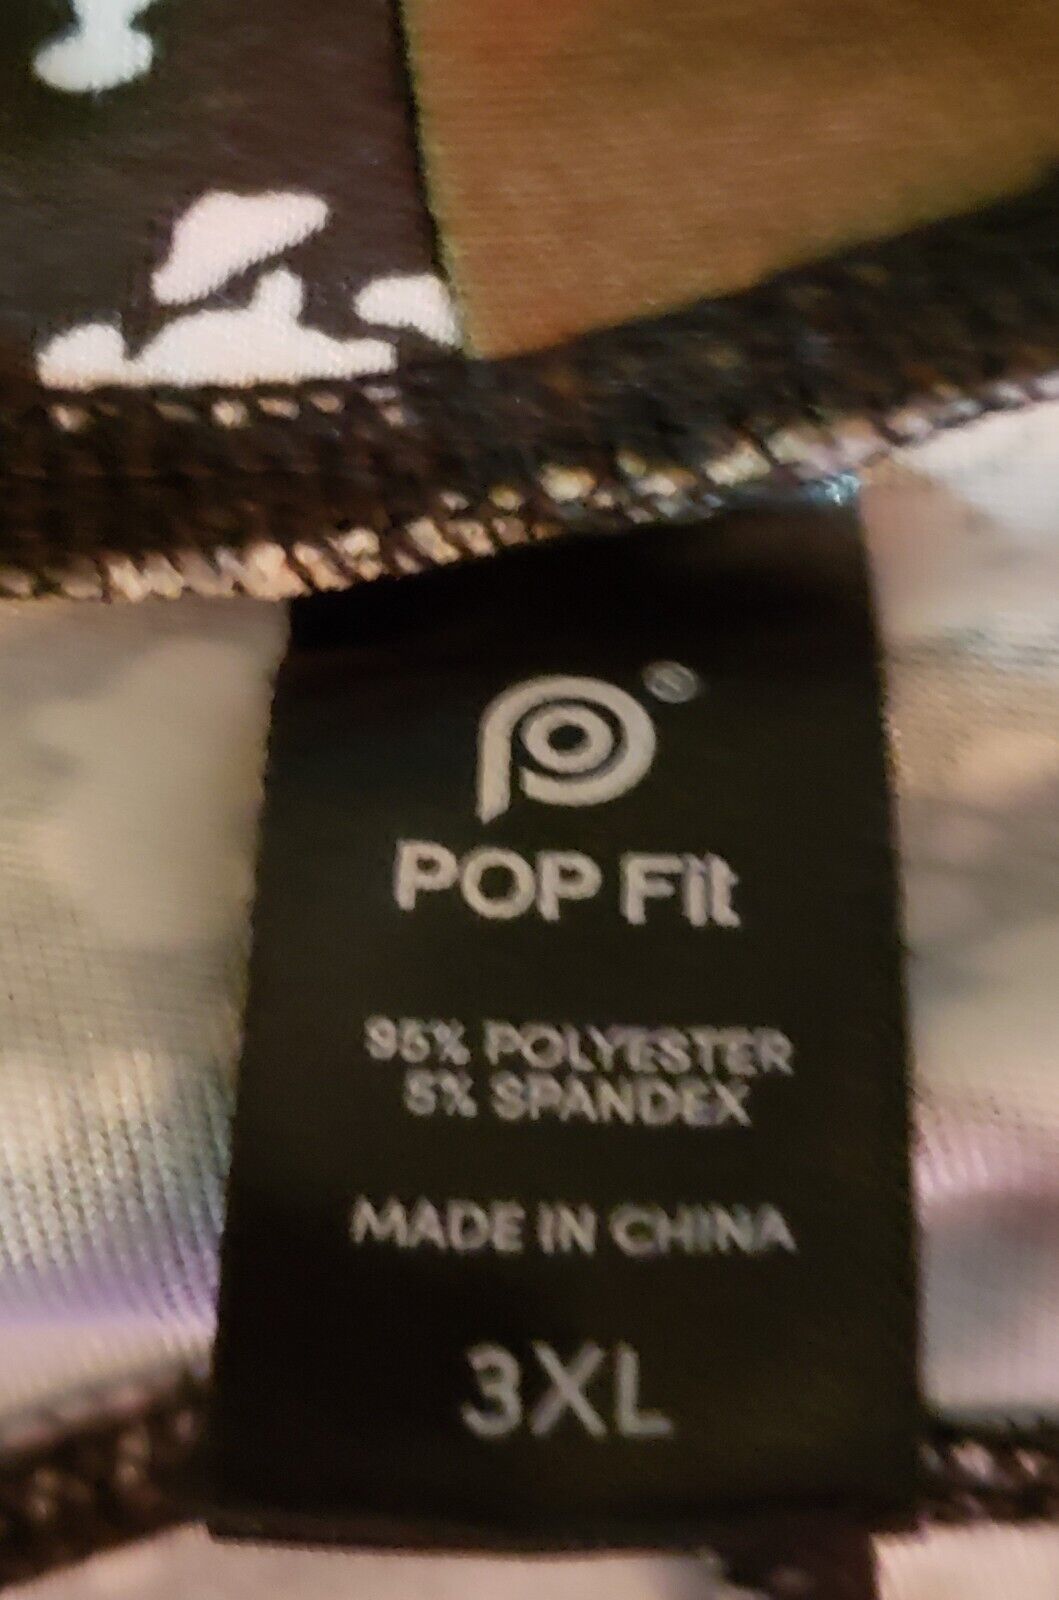 ®
POP Fit
95% POLYESTER
5% SPANDEX
MADE IN CHINA
3XL